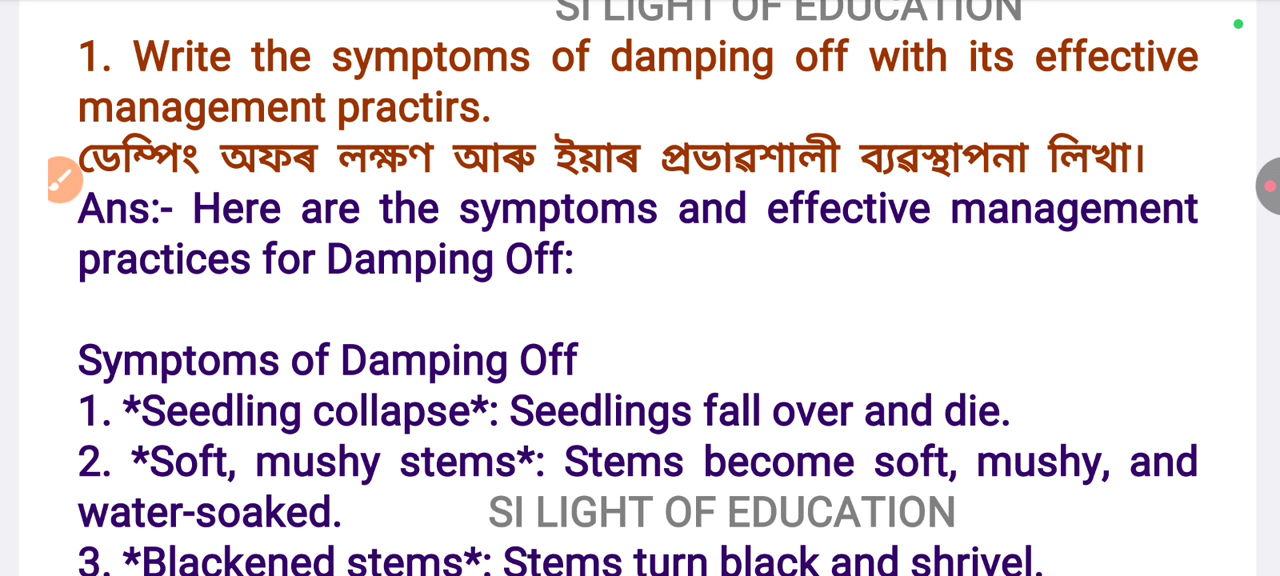 SI LIGHT OF EDUCATION
1. Write the symptoms of damping off with its effective
management practirs.
ডেম্পিং অফৰ লক্ষণ আৰু ইয়াৰ প্ৰভাৱশালী ব্যৱস্থাপনা লিখা।
Ans:- Here are the symptoms and effective management
practices for Damping Off:
Symptoms of Damping Off
1. *Seedling collapse*: Seedlings fall over and die.
2. *Soft, mushy stems*: Stems become soft, mushy, and
water-soaked.
SI LIGHT OF EDUCATION
3. *Blackened stems*: Stems turn black and shrivel.